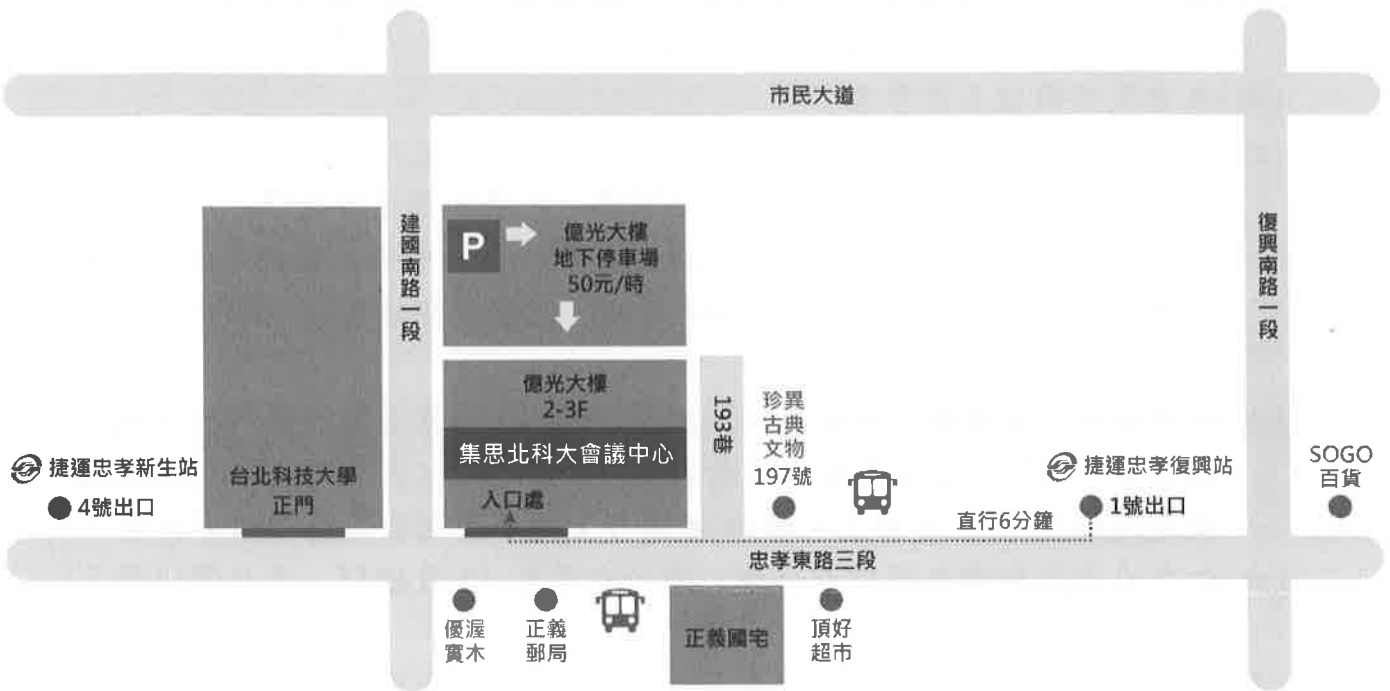 市民大道
建國南路一段
復興南路一段
P
億光大樓
地下停車場
50元/時
億光大樓
2-3F
集思北科大會議中心
入口處
193巷
珍異
古典
文物
197號
捷運忠孝新生站
4號出口
台北科技大學
正門
捷運忠孝復興站
1號出口
直行6分鐘
SOGO
百貨
忠孝東路三段
優渥
實木
正義
郵局
正義國宅
頂好
超市